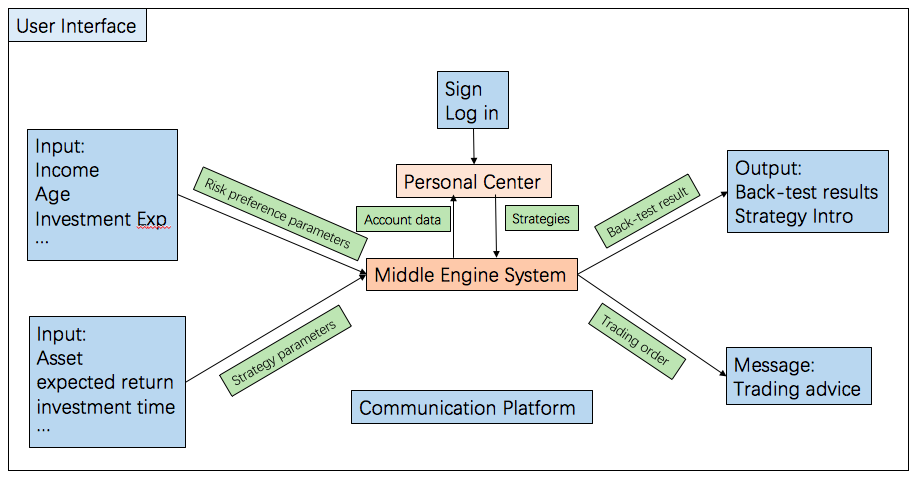 User Interface
Sign
Log in
Input:
Income
Age
Investment Exp
...
Risk preference parameters
Personal Center
Account data
Strategies
Back-test result
Output:
Back-test results
Strategy Intro
Middle Engine System
Input:
Asset
expected return
investment time
...
Strategy parameters
Trading order
Message:
Trading advice
Communication Platform